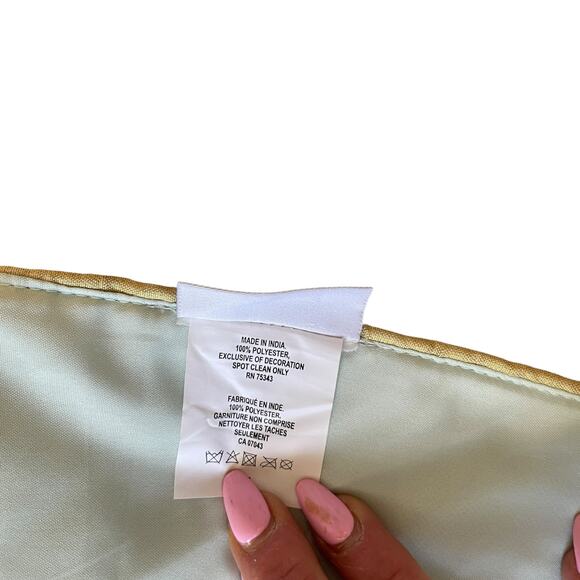 MADE IN INDIA
100% POLYESTER,
EXCLUSIVE OF DECORATION
SPOT CLEAN ONLY
RN 75343
FABRIQUÉ EN INDE.
100% POLYESTER.
GARNITURE NON COMPRISE
NETTOYER LES TACHES
SEULEMENT
CA 07043